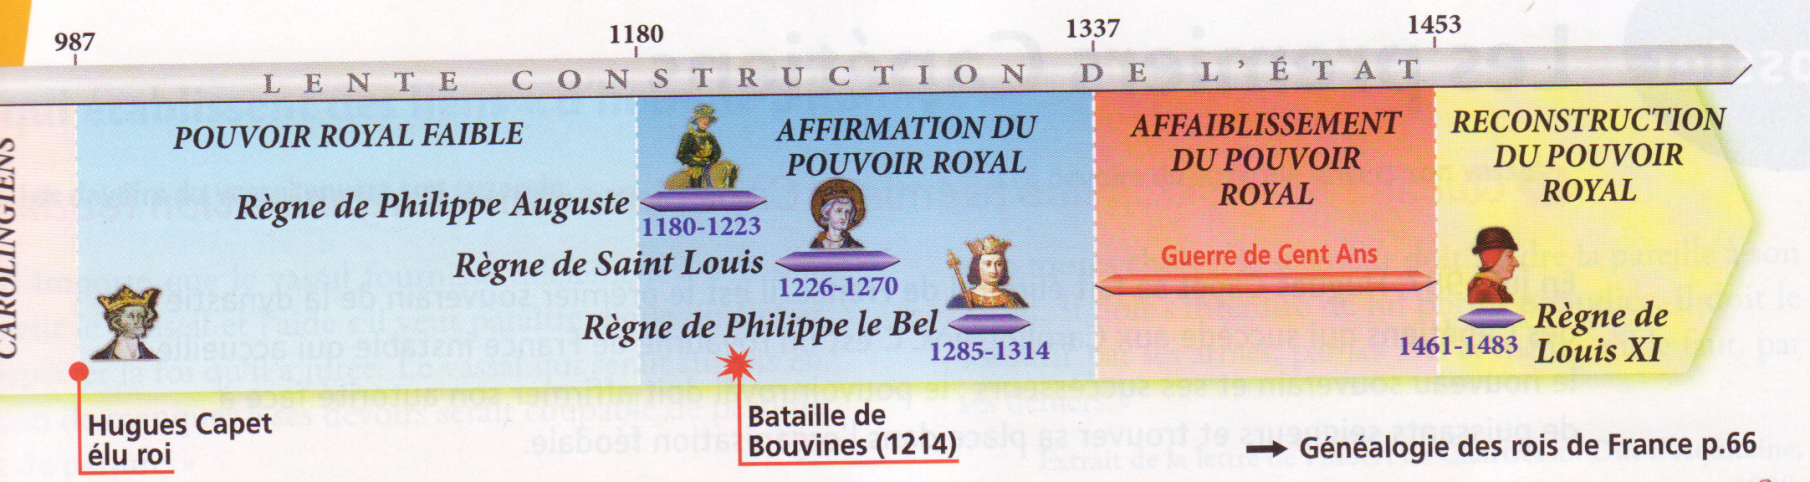 987
1180
1337
1453
LENTE CONSTRUCTION DE L'ÉTAT
CAROLINGIENS
POUVOIR ROYAL FAIBLE
AFFIRMATION DU
POUVOIR ROYAL
AFFAIBLISSEMENT
DU POUVOIR
ROYAL
RECONSTRUCTION
DU POUVOIR
ROYAL
Règne de Philippe Auguste
1180-1223
Règne de Saint Louis
1226-1270
Règne de Philippe le Bel
1285-1314
Guerre de Cent Ans
1461-1483
Règne de
Louis XI
Hugues Capet
élu roi
Bataille de
Bouvines (1214)
→ Généalogie des rois de France p.66